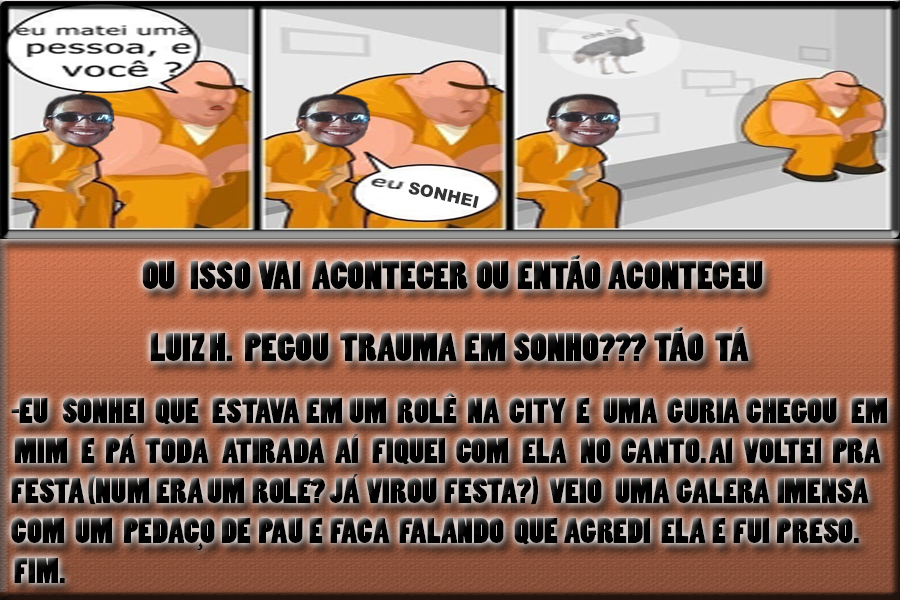 eu matei uma
pessoa, e
você ?
eu SONHEI
OU ISSO VAI ACONTECER OU ENTÃO ACONTECEU
LUIZ H. PEGOU TRAUMA EM SONHO??? TÃO TÁ
-EU SONHEI QUE ESTAVA EM UM ROLÊ NA CITY E UMA GURIA CHEGOU EM
MIM E PÁ TODA ATIRADA AÍ FIQUEI COM ELA NO CANTO.AI VOLTEI PRA
FESTA(NUM ERA UM ROLE? JÁ VIROU FESTA?) VEIO UMA GALERA IMENSA
COM UM PEDAÇO DE PAU E FACA FALANDO QUE AGREDI ELA E FUI PRESO.
FIM.